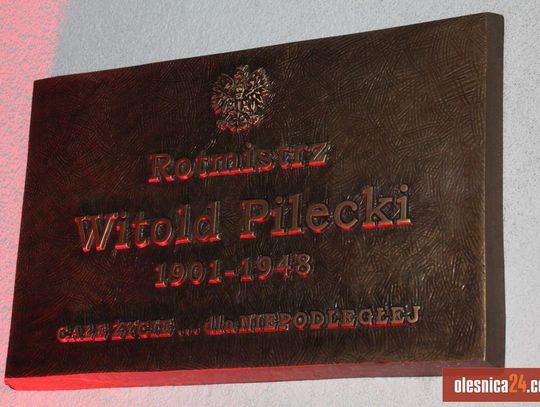 Rotmistrz
Witold Pilecki
1901-1948
CAŁE ŻYCIE ... dla NIEPODLEGŁEJ
olesnica24.c